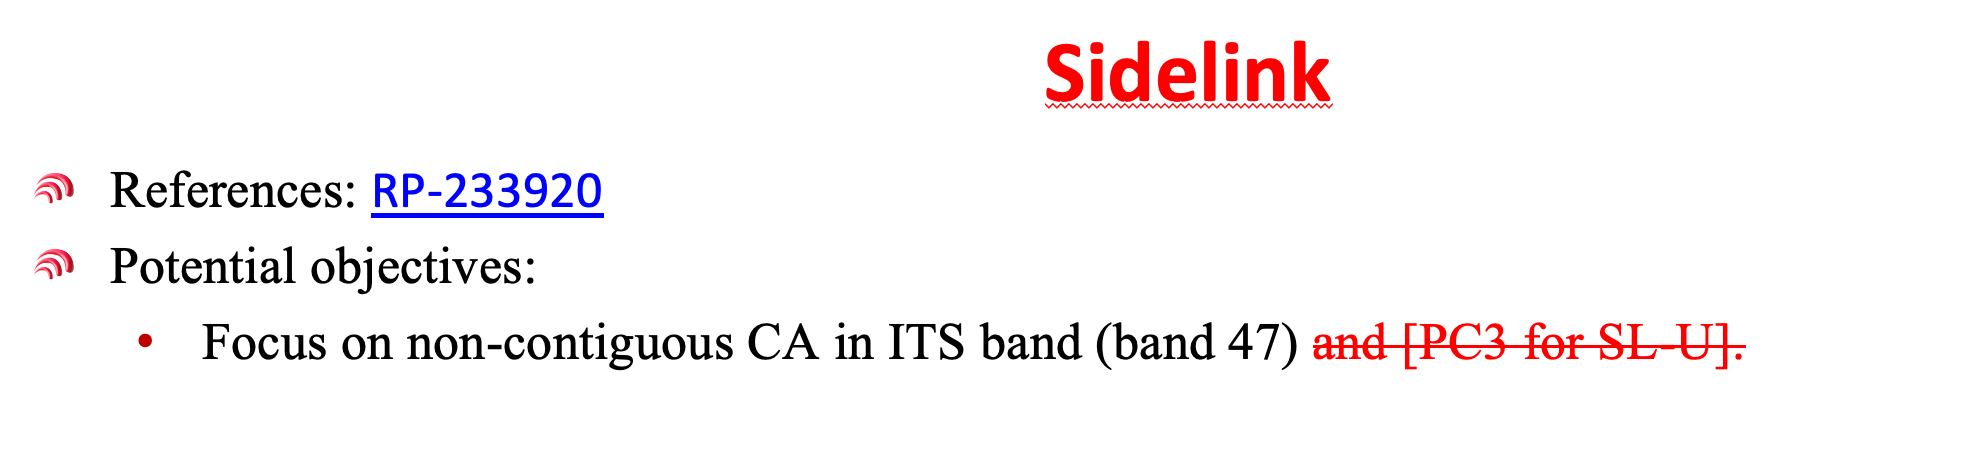 Sidelink
References: RP-233920
Potential objectives:
• Focus on non-contiguous CA in ITS band (band 47) and [PC3 for SL-U].